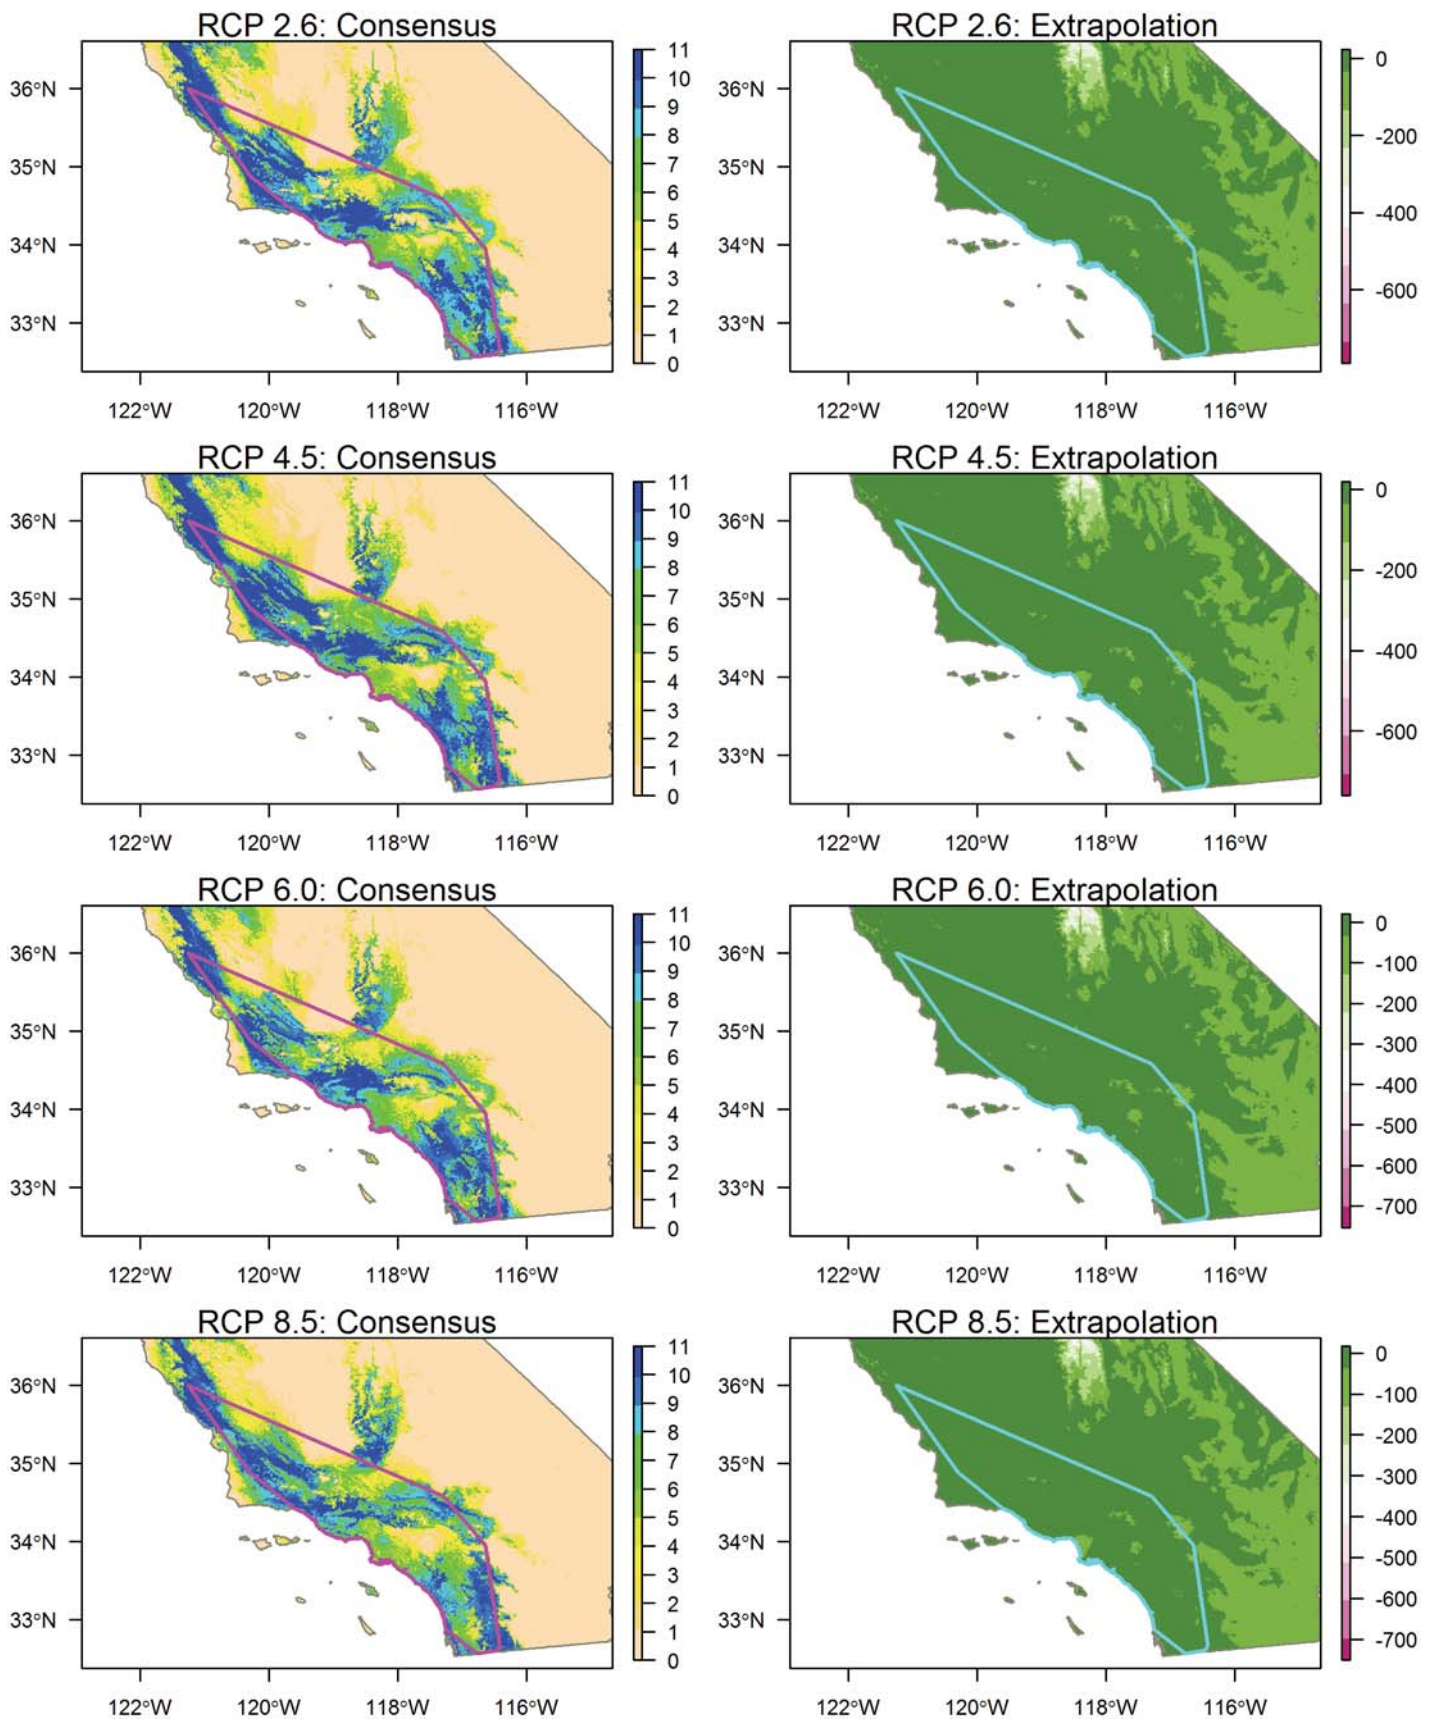 RCP 2.6: Consensus
36°N
35°N
34°N
33°N
122°W 120°W 118°W 116°W
11
10
9
8
7
6
5
4
3
2
1
0
RCP 2.6: Extrapolation
36°N
35°N
34°N
33°N
122°W 120°W 118°W 116°W
0
-200
-400
-600
RCP 4.5: Consensus
36°N
35°N
34°N
33°N
122°W 120°W 118°W 116°W
11
10
9
8
7
6
5
4
3
2
1
0
RCP 4.5: Extrapolation
36°N
35°N
34°N
33°N
122°W 120°W 118°W 116°W
0
-200
-400
-600
RCP 6.0: Consensus
36°N
35°N
34°N
33°N
122°W 120°W 118°W 116°W
11
10
9
8
7
6
5
4
3
2
1
0
RCP 6.0: Extrapolation
36°N
35°N
34°N
33°N
122°W 120°W 118°W 116°W
0
-100
-200
-300
-400
-500
-600
-700
RCP 8.5: Consensus
36°N
35°N
34°N
33°N
122°W 120°W 118°W 116°W
11
10
9
8
7
6
5
4
3
2
1
0
RCP 8.5: Extrapolation
36°N
35°N
34°N
33°N
122°W 120°W 118°W 116°W
0
-100
-200
-300
-400
-500
-600
-700